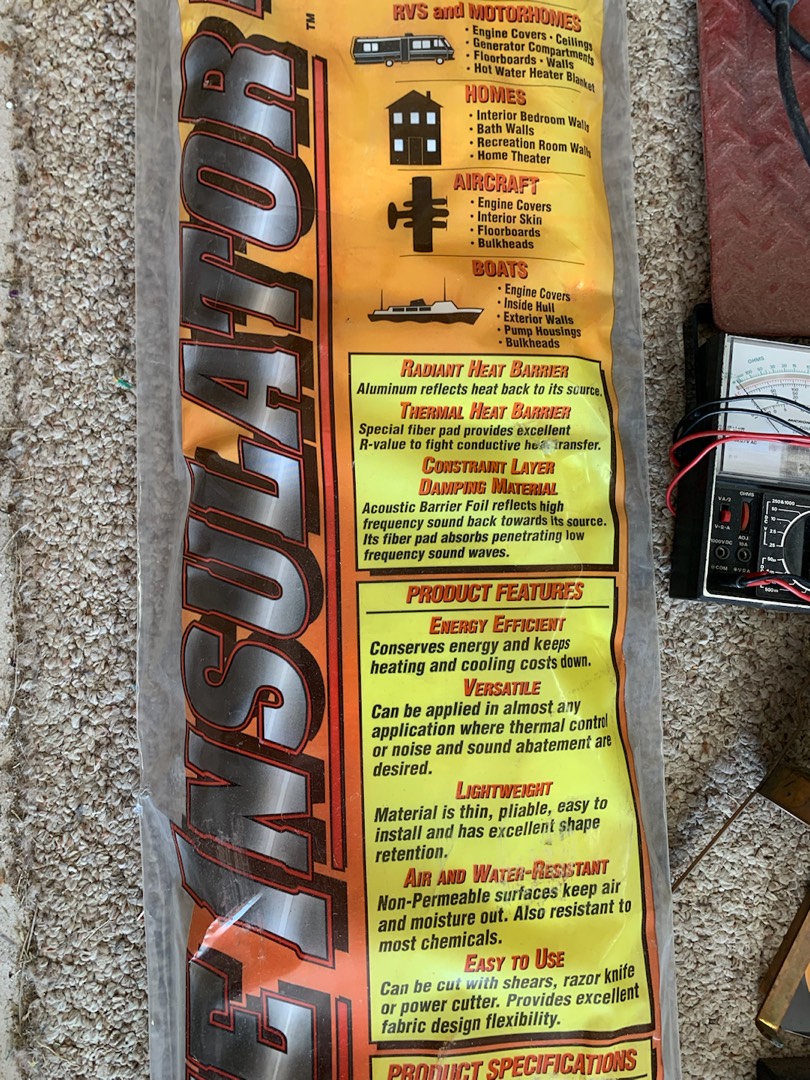 INSULATOR
TM
RVS and MOTORHOMES
• Engine Covers • Ceilings
• Generator Compartments
• Floorboards • Walls
• Hot Water Heater Blanket
HOMES
• Interior Bedroom Walls
• Bath Walls
• Recreation Room Walls
• Home Theater
AIRCRAFT
• Engine Covers
• Interior Skin
• Floorboards
• Bulkheads
BOATS
• Engine Covers
• Inside Hull
• Exterior Walls
• Pump Housings
• Bulkheads
RADIANT HEAT BARRIER
Aluminum reflects heat back to its source.
THERMAL HEAT BARRIER
Special fiber pad provides excellent
R-value to fight conductive heat transfer.
CONSTRAINT LAYER
DAMPING MATERIAL
Acoustic Barrier Foil reflects high
frequency sound back towards its source.
Its fiber pad absorbs penetrating low
frequency sound waves.
PRODUCT FEATURES
ENERGY EFFICIENT
Conserves energy and keeps
heating and cooling costs down.
VERSATILE
Can be applied in almost any
application where thermal control
or noise and sound abatement are
desired.
LIGHTWEIGHT
Material is thin, pliable, easy to
install and has excellent shape
retention.
AIR AND WATER-RESISTANT
Non-Permeable surfaces keep air
and moisture out. Also resistant to
most chemicals.
EASY TO USE
Can be cut with shears, razor knife
or power cutter. Provides excellent
fabric design flexibility.
PRODUCT SPECIFICATIONS
OHMS
OHMS
ADJ.
10A